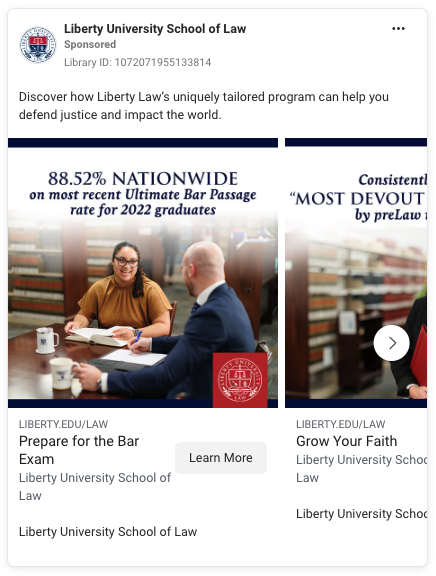 Liberty University School of Law
Sponsored
Library ID: 1072071955133814
Discover how Liberty Law's uniquely tailored program can help you
defend justice and impact the world.
88.52% NATIONWIDE
on most recent Ultimate Bar Passage
rate for 2022 graduates
LIBERTY.EDU/LAW
Prepare for the Bar
Exam
Liberty University School of
Law
Learn More
Liberty University School of Law
Consistent
"MOST DEVOUT
by preLaw
LIBERTY.EDU/LAW
Grow Your Faith
Liberty University
Law
Liberty University